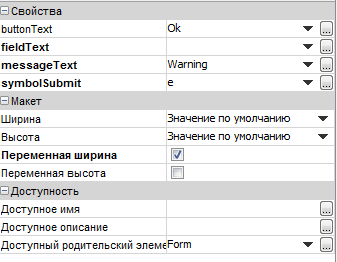 Свойства
buttonText Ok
fieldText
messageText Warning
symbolSubmit e
Макет
Ширина Значение по умолчанию
Высота Значение по умолчанию
Переменная ширина
Переменная высота
Доступность
Доступное имя
Доступное описание
Доступный родительский элеме Form